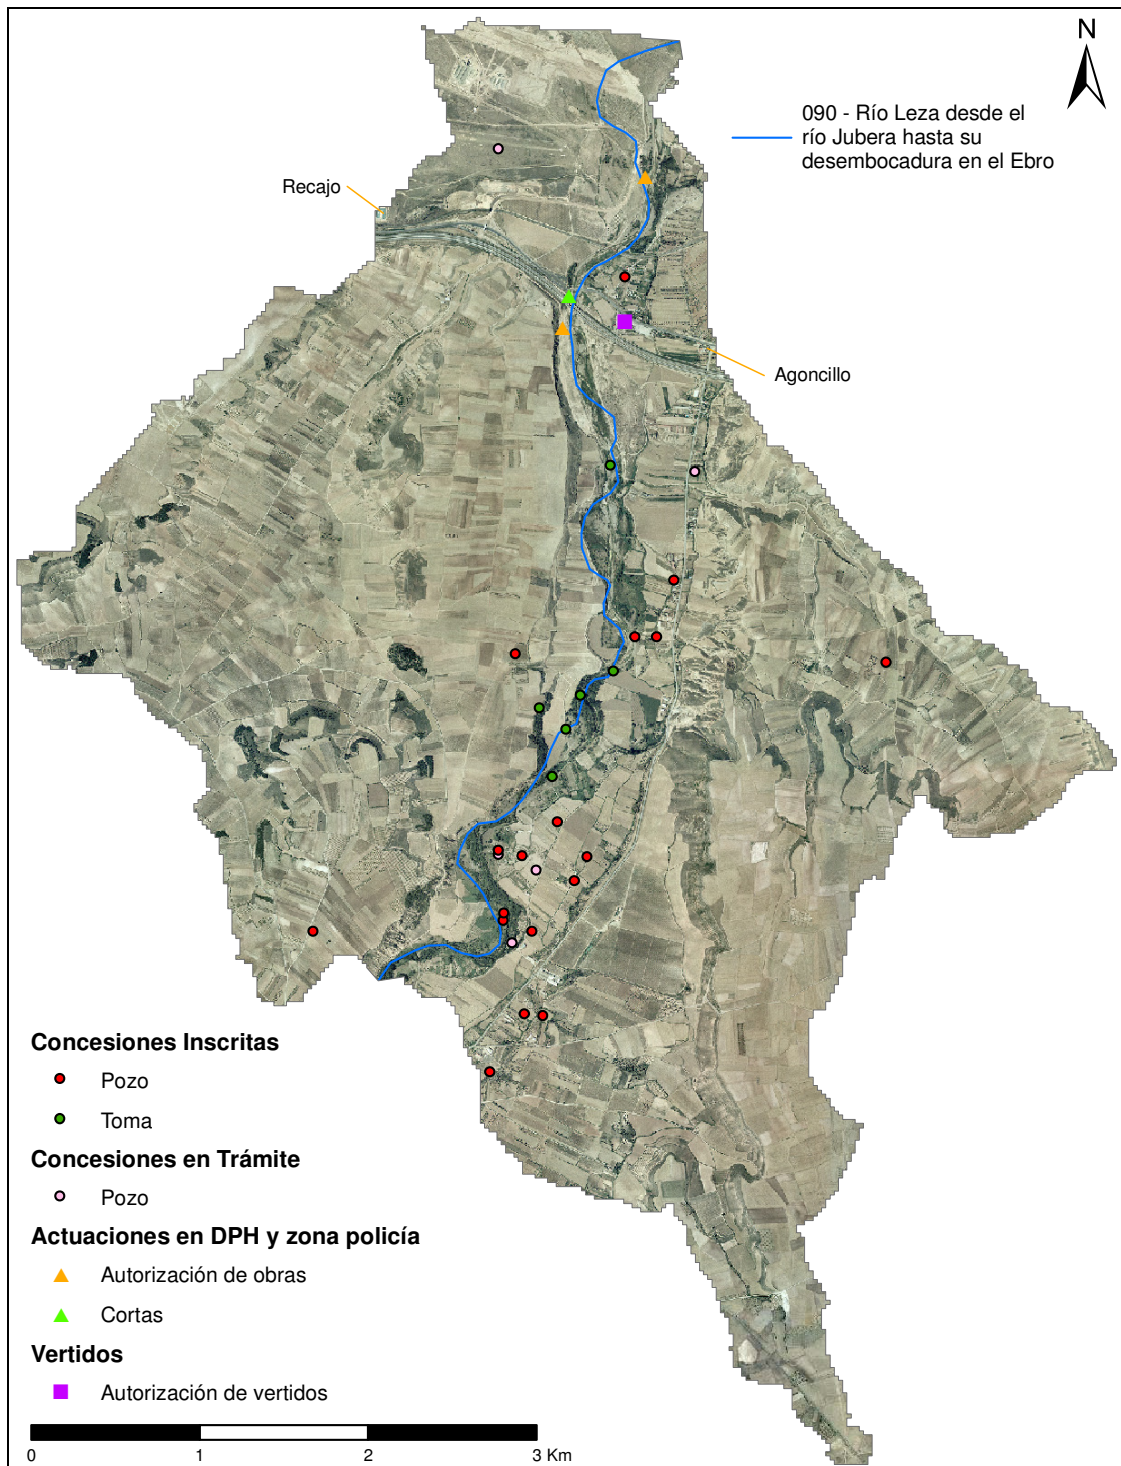 N
090 - Río Leza desde el
río Jubera hasta su
desembocadura en el Ebro
Recajo
Agoncillo
Concesiones Inscritas
Pozo
Toma
Concesiones en Trámite
Pozo
Actuaciones en DPH y zona policía
Autorización de obras
Cortas
Vertidos
Autorización de vertidos
0 1 2 3 Km